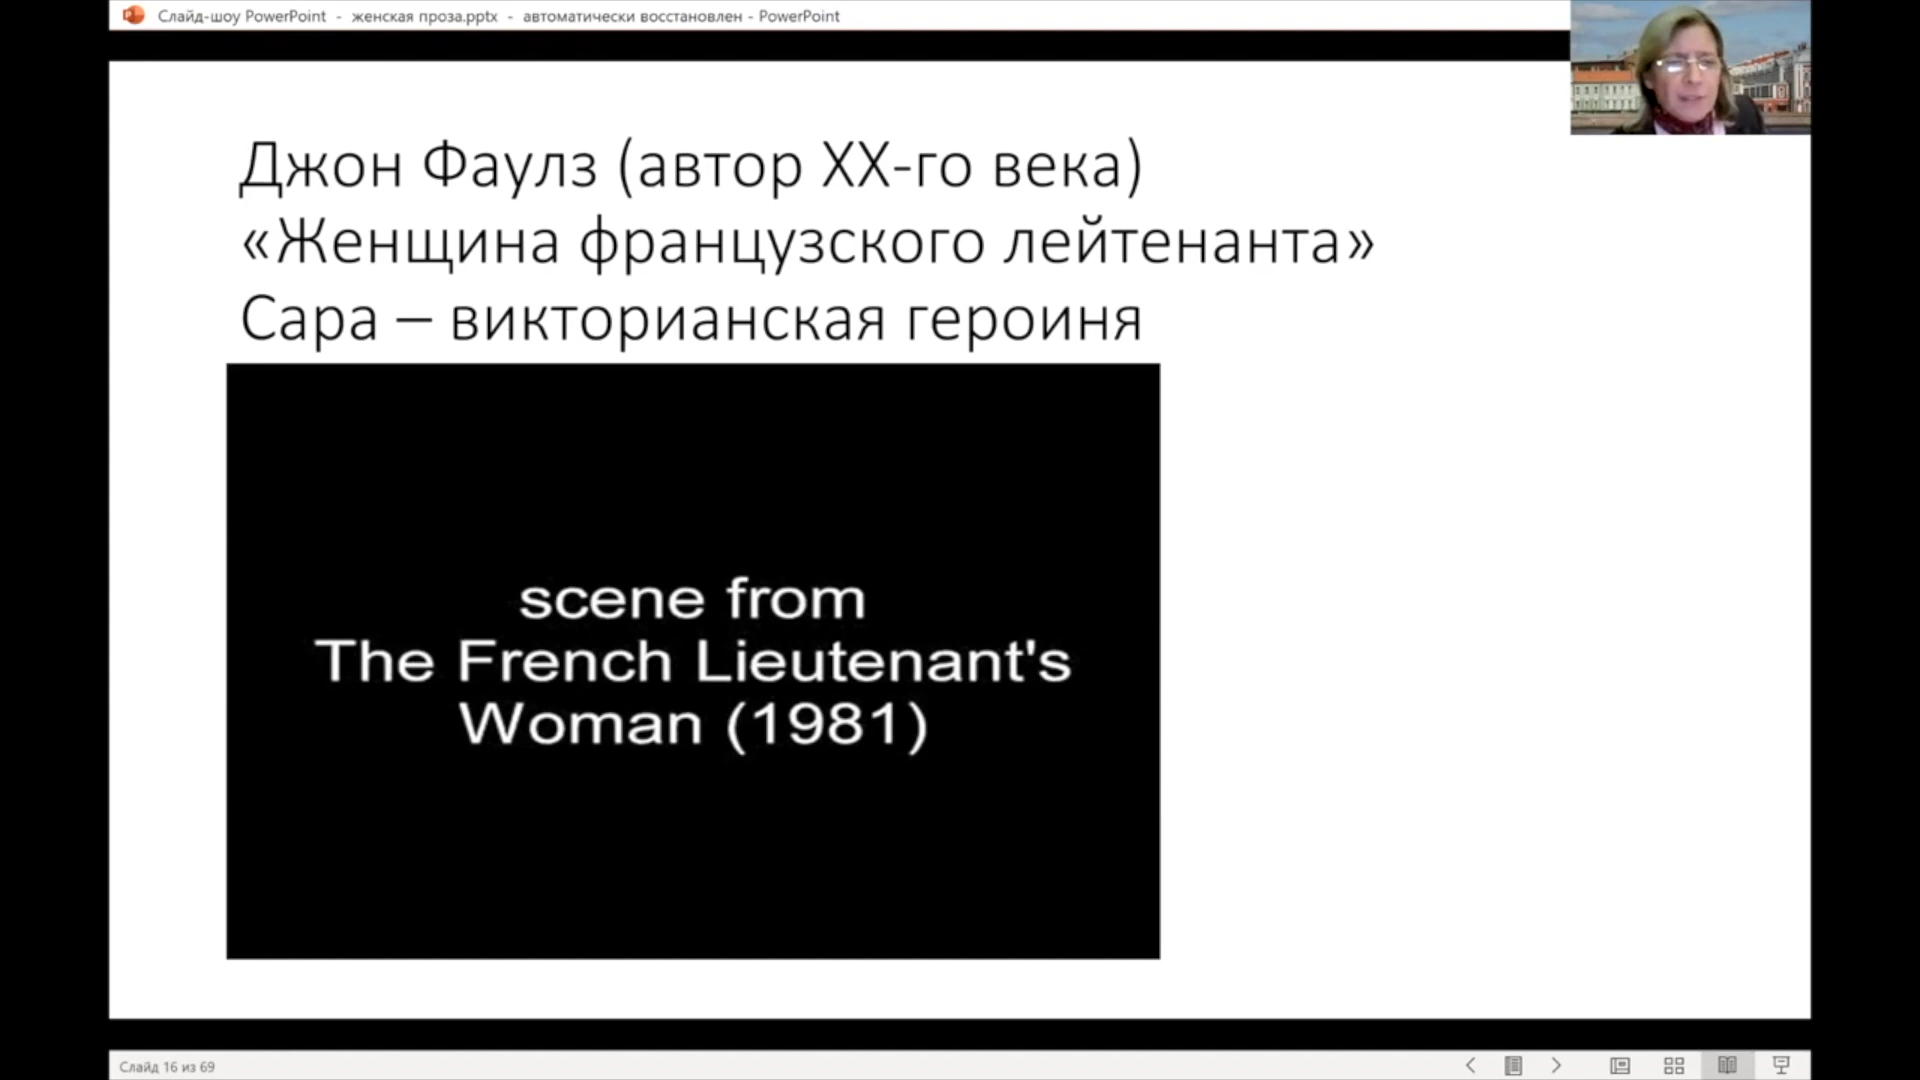 Слайд-шоу PowerPoint - женская проза.pptx - автоматически восстановлен - PowerPoint
Джон Фаулз (автор XX-го века)
«Женщина французского лейтенанта»
Сара – викторианская героиня
scene from
The French Lieutenant's
Woman (1981)
Слайд 16 из 69